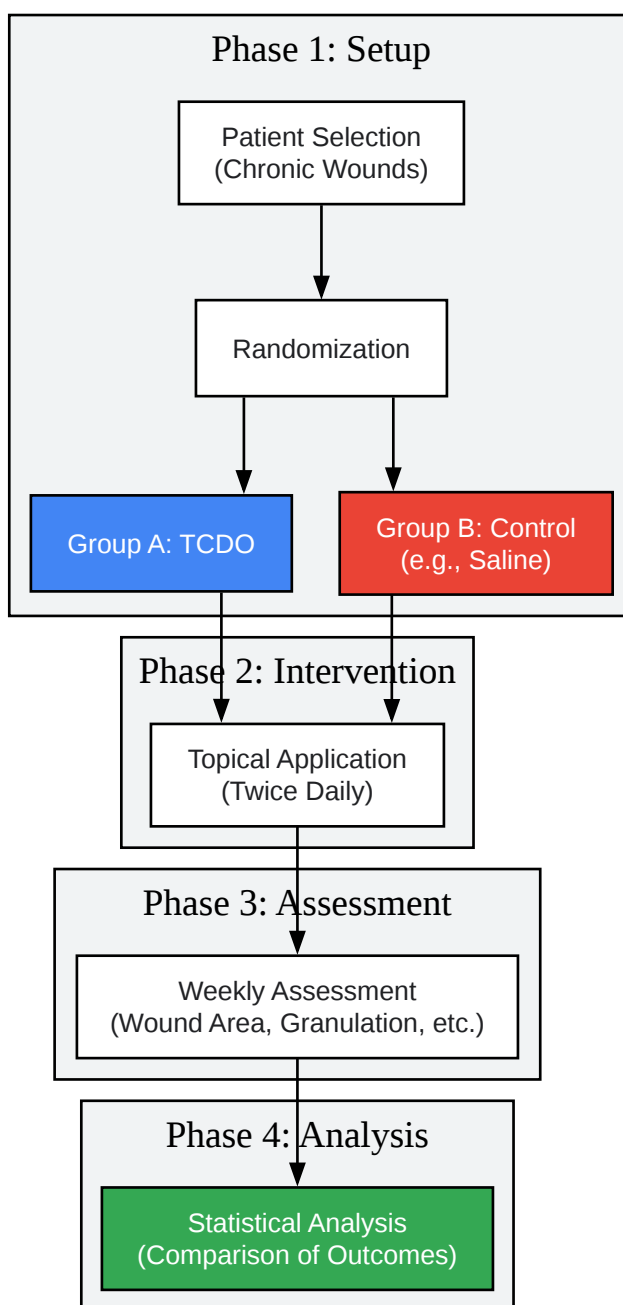 Phase 1: Setup
Patient Selection
(Chronic Wounds)
Randomization
Group A: TCDO
Group B: Control
(e.g., Saline)
Phase 2: Intervention
Topical Application
(Twice Daily)
Phase 3: Assessment
Weekly Assessment
(Wound Area, Granulation, etc.)
Phase 4: Analysis
Statistical Analysis
(Comparison of Outcomes)